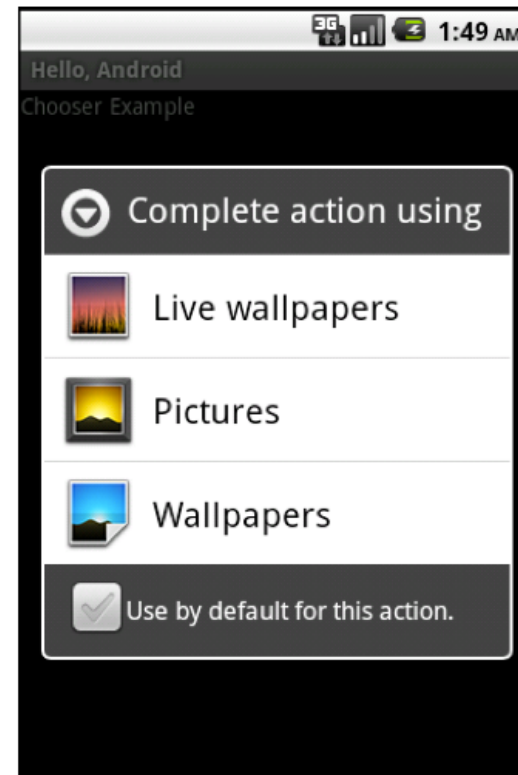 3G 1:49 AM
Hello, Android
Chooser Example
Complete action using
Live wallpapers
Pictures
Wallpapers
Use by default for this action.